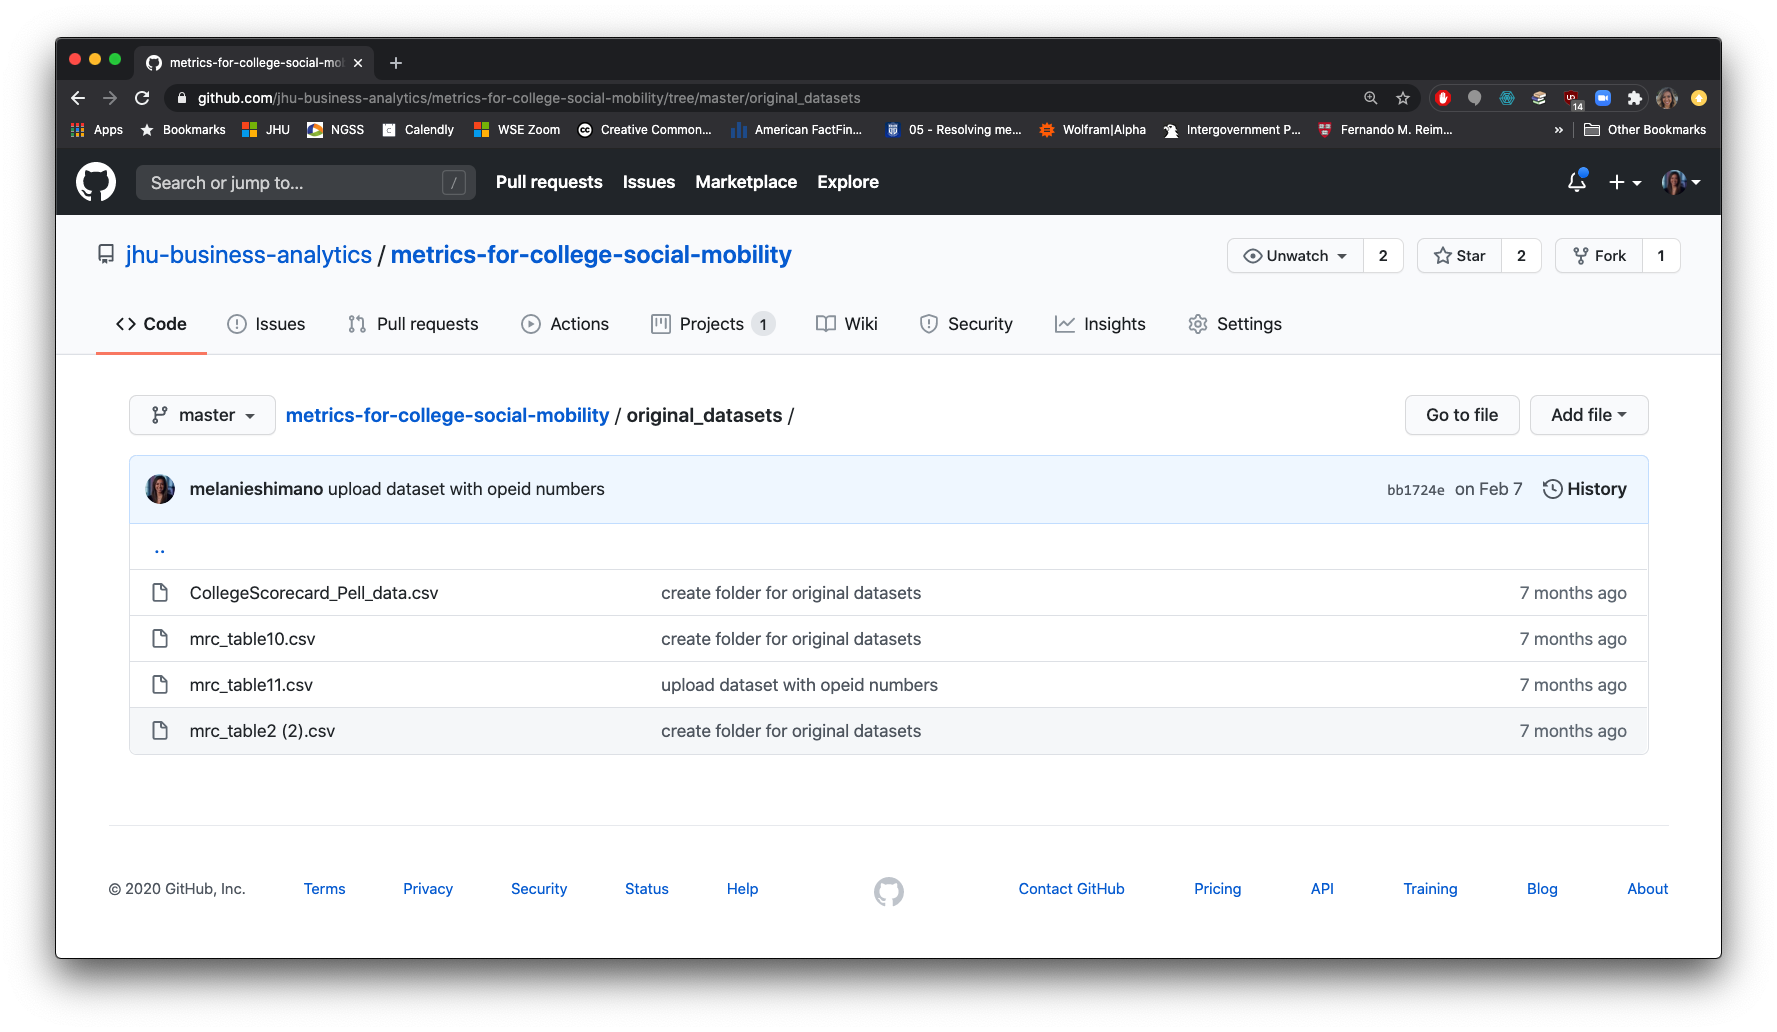 metrics-for-college-social-mob
github.com/jhu-business-analytics/metrics-for-college-social-mobility/tree/master/original_datasets
14
Apps Bookmarks JHU NGSS Calendly WSE Zoom Creative Common... American FactFin... 05 - Resolving me... Wolfram|Alpha Intergovernment P... Fernando M. Reim... » Other Bookmarks
Search or jump to... / Pull requests Issues Marketplace Explore
jhu-business-analytics / metrics-for-college-social-mobility Unwatch 2 Star 2 Fork 1
Code Issues Pull requests Actions Projects 1 Wiki Security Insights Settings
master metrics-for-college-social-mobility / original_datasets / Go to file Add file
melanieshimano upload dataset with opeid numbers bb1724e on Feb 7 History
..
CollegeScorecard_Pell_data.csv create folder for original datasets 7 months ago
mrc_table10.csv create folder for original datasets 7 months ago
mrc_table11.csv upload dataset with opeid numbers 7 months ago
mrc_table2 (2).csv create folder for original datasets 7 months ago
© 2020 GitHub, Inc. Terms Privacy Security Status Help Contact GitHub Pricing API Training Blog About